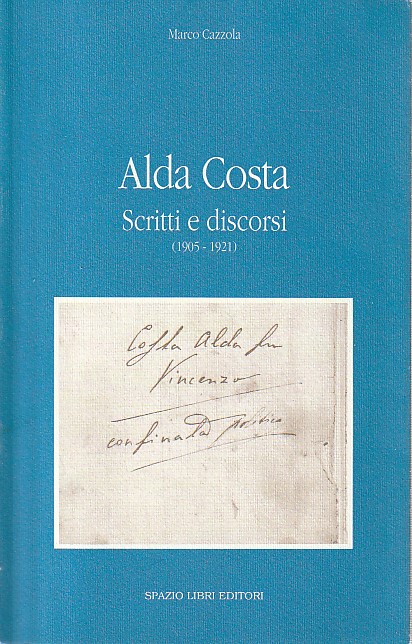 Marco Cazzola
Alda Costa
Scritti e discorsi
(1905 - 1921)
Costa Alda fu
Vincenzo
confinata politica
SPAZIO LIBRI EDITORI